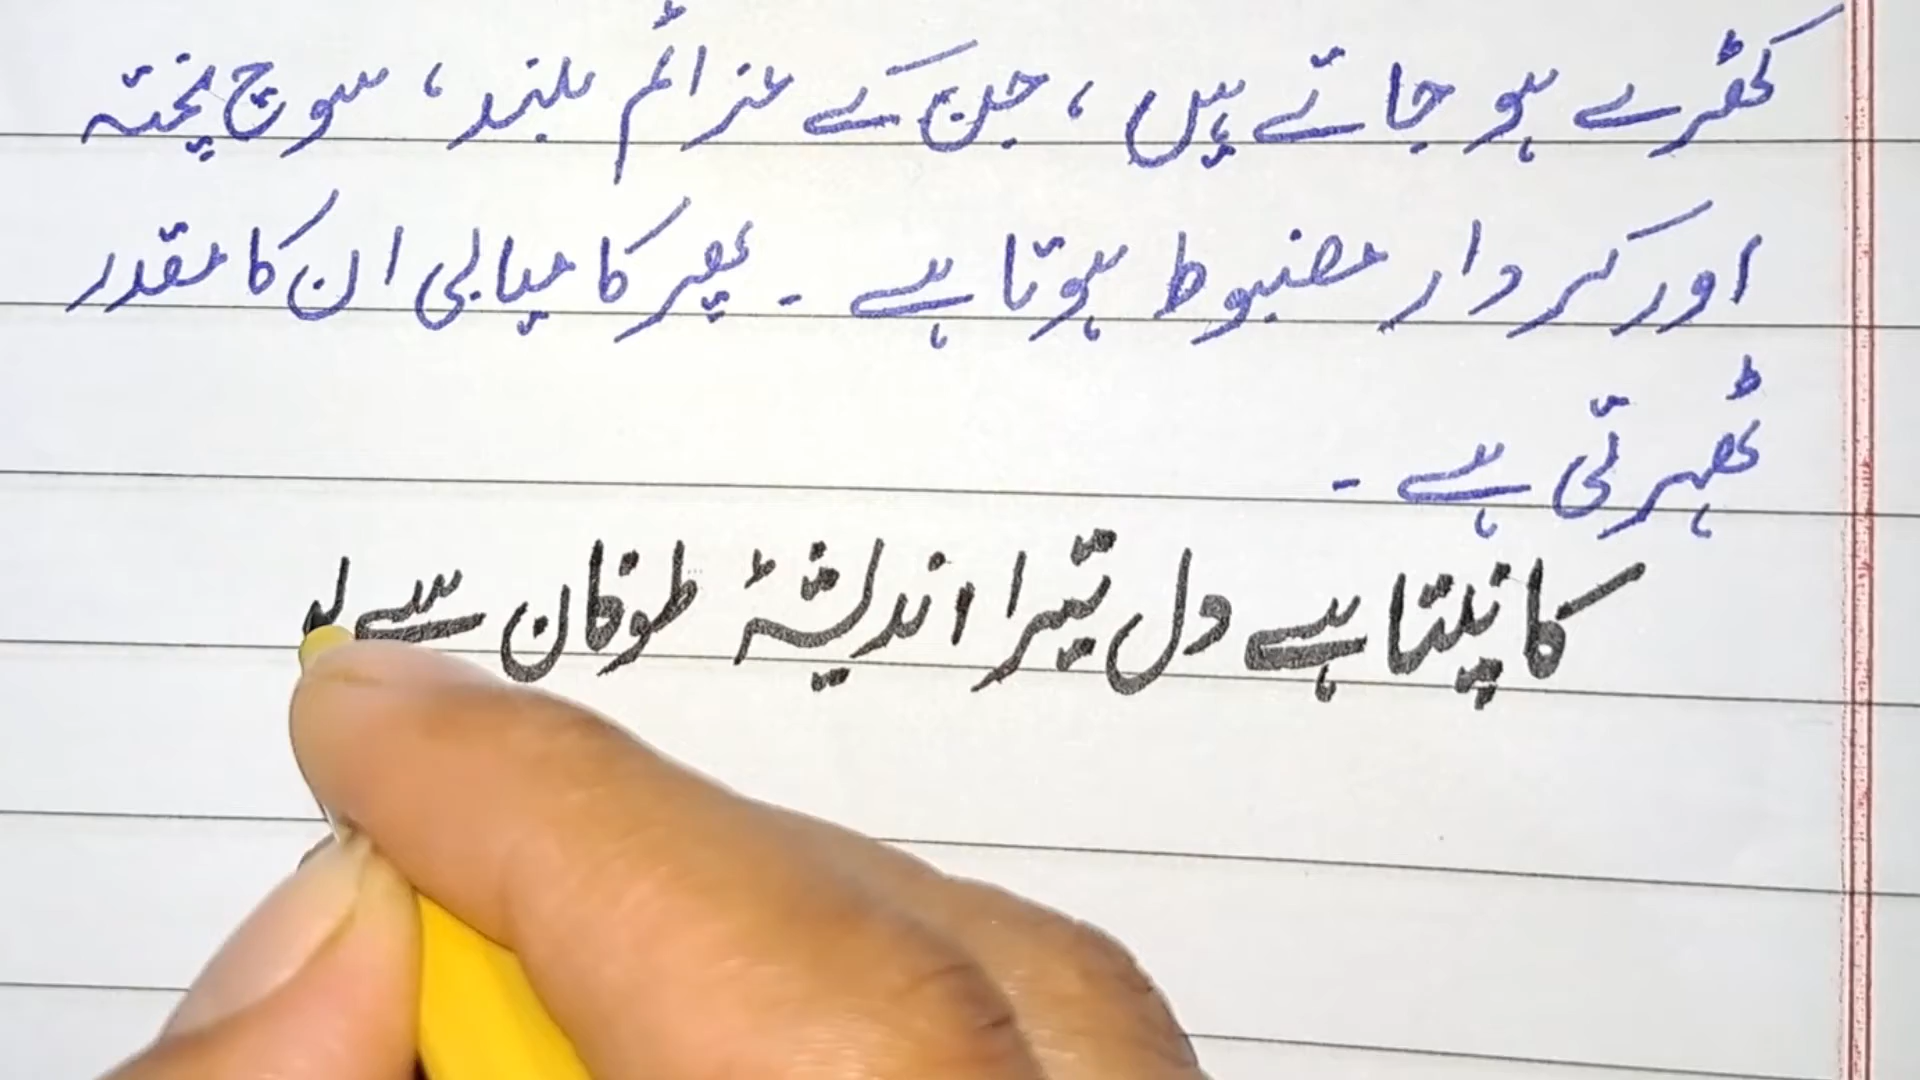 کھڑے ہو جاتے ہیں، جن کے عزائم بلند، سوچ پختہ
اور کردار مضبوط ہوتا ہے ۔ پھر کامیابی ان کا مقدر
ٹھہرتی ہے ۔
کانپتا ہے دل تیرا اندیشۂ طوفان سے